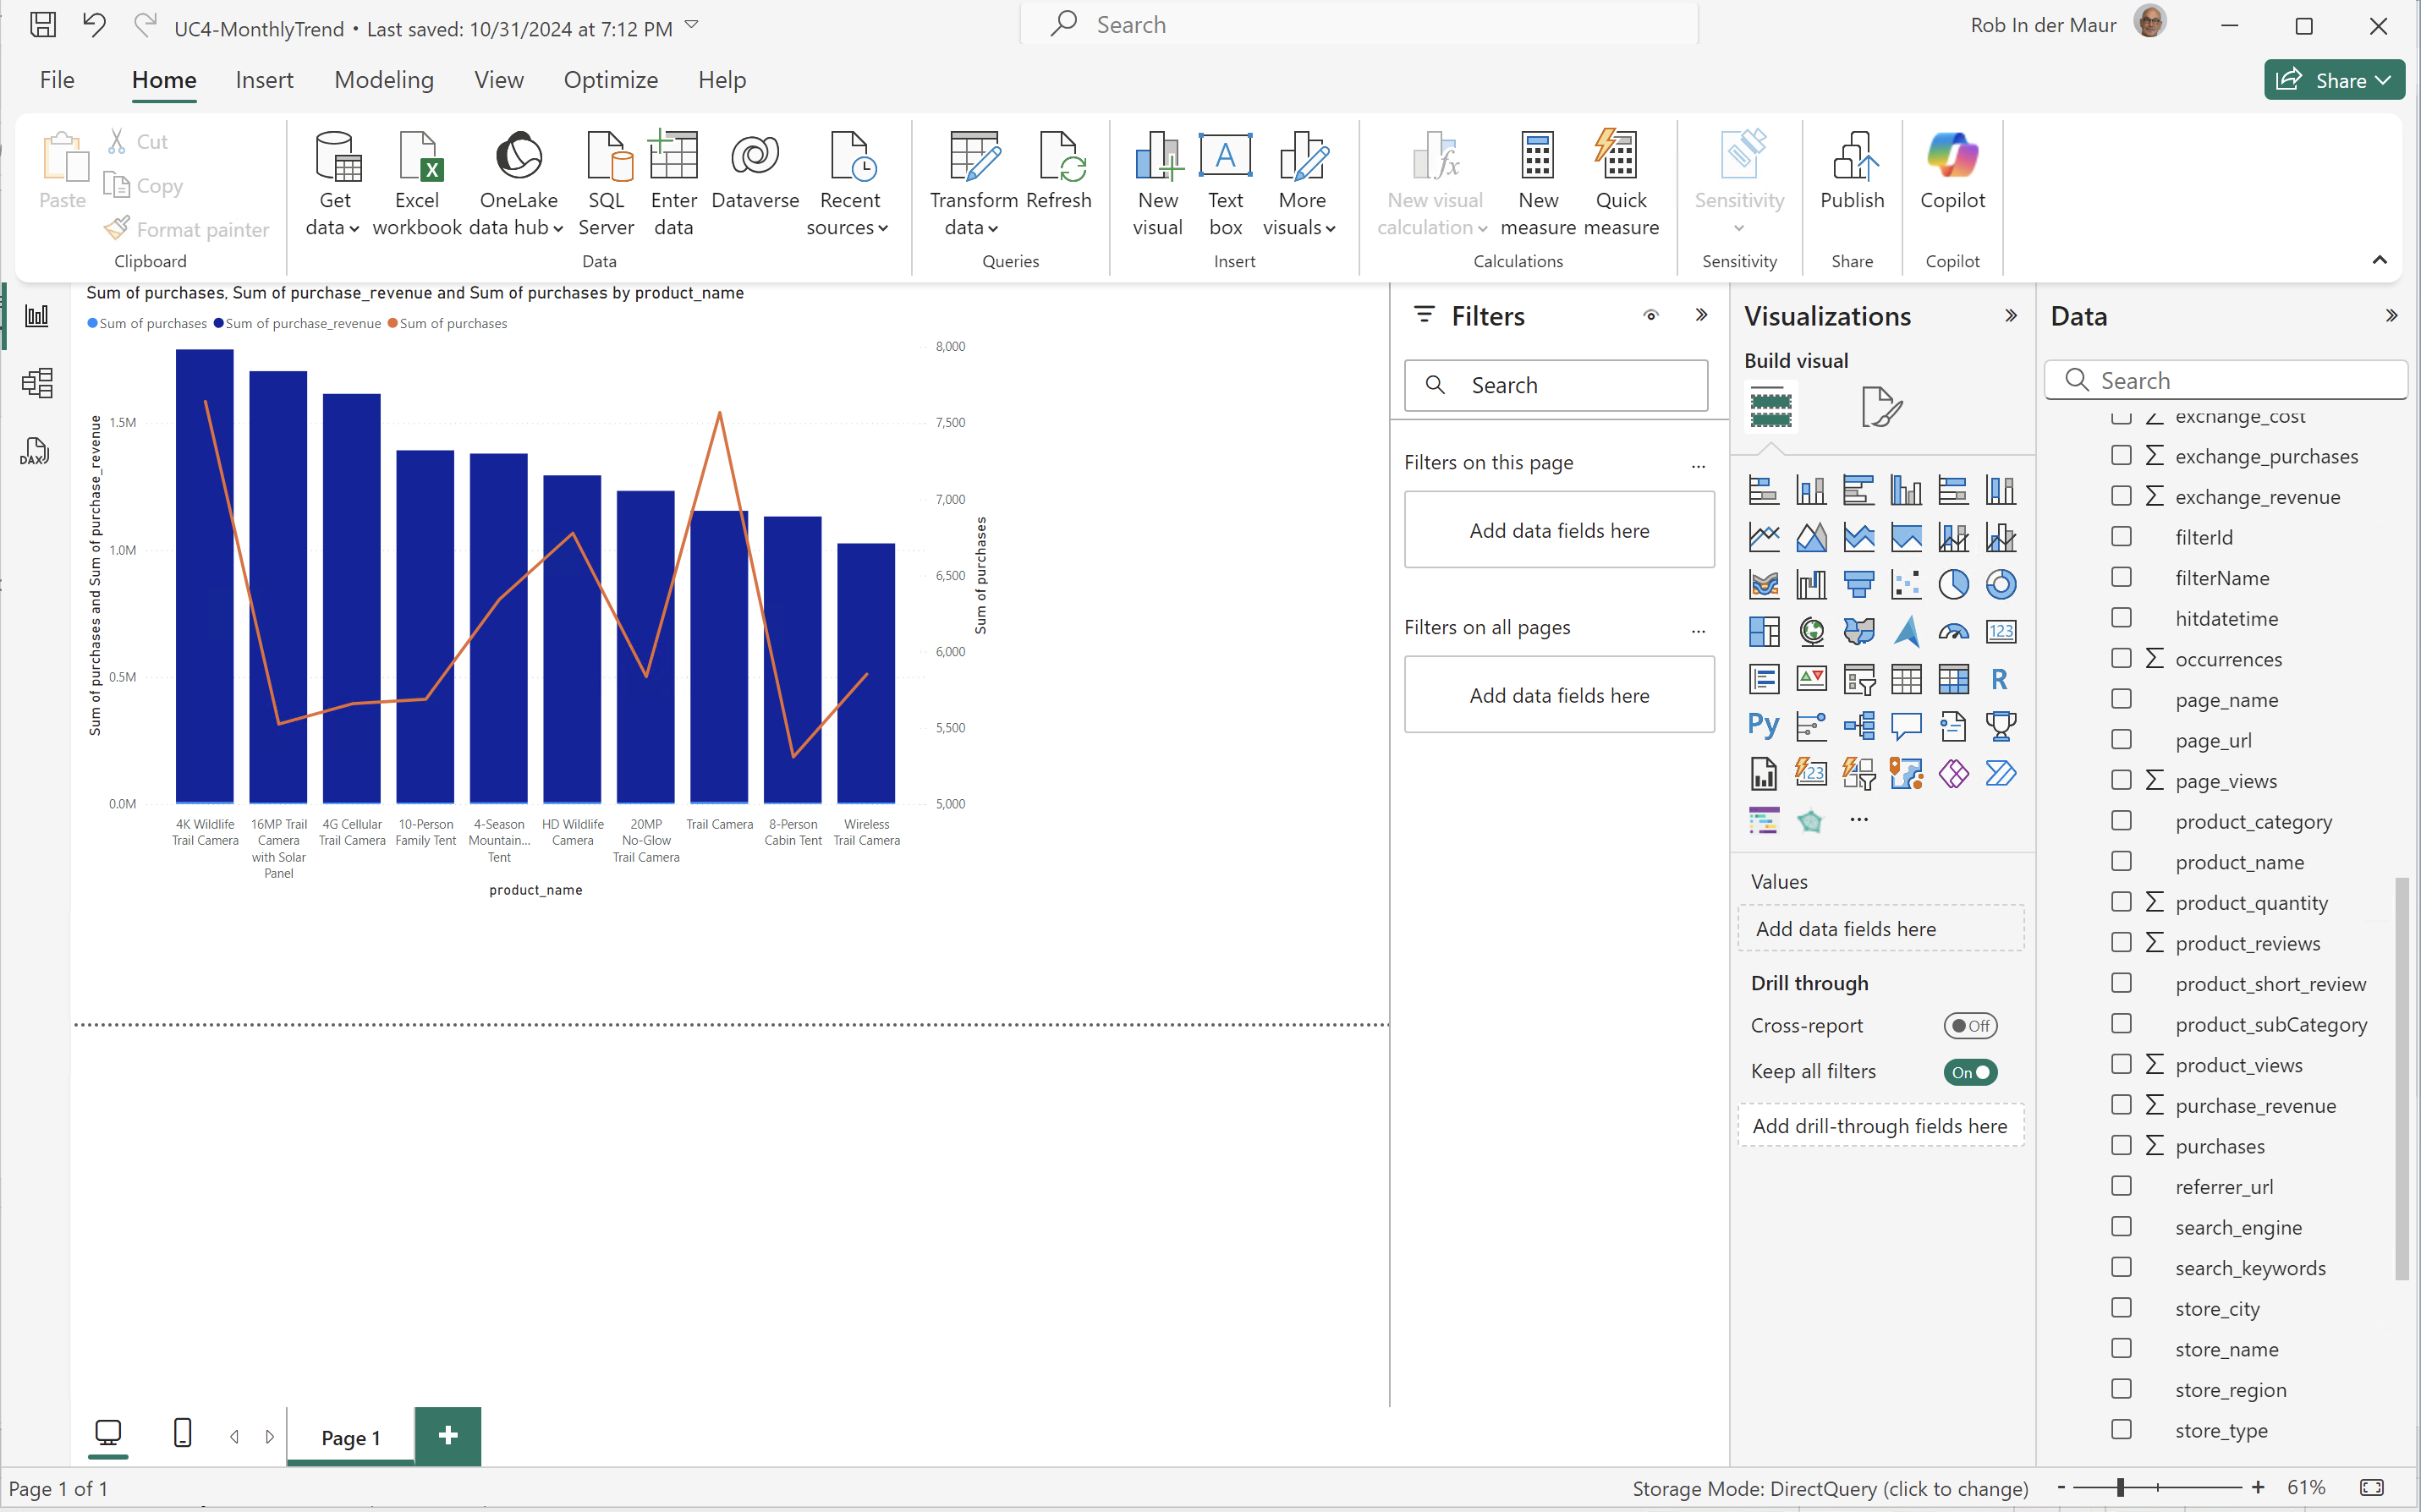 UC4-MonthlyTrend • Last saved: 10/31/2024 at 7:12 PM
Search
Rob In der Maur
File Home Insert Modeling View Optimize Help
Share
Paste
Cut
Copy
Format painter
Clipboard
Get data
Excel workbook
OneLake data hub
SQL Server
Enter data
Dataverse
Recent sources
Data
Transform data
Refresh
Queries
New visual
A
Text box
More visuals
Insert
fx
New visual calculation
New measure
Quick measure
Calculations
Sensitivity
Sensitivity
Publish
Share
Copilot
Copilot
DAX
Sum of purchases, Sum of purchase_revenue and Sum of purchases by product_name
Sum of purchases Sum of purchase_revenue Sum of purchases
Sum of purchases and Sum of purchase_revenue
1.5M
1.0M
0.5M
0.0M
8,000
7,500
7,000
6,500
6,000
5,500
5,000
Sum of purchases
4K Wildlife Trail Camera
16MP Trail Camera with Solar Panel
4G Cellular Trail Camera
10-Person Family Tent
4-Season Mountain... Tent
HD Wildlife Camera
20MP No-Glow Trail Camera
Trail Camera
8-Person Cabin Tent
Wireless Trail Camera
product_name
Filters
Search
Filters on this page ...
Add data fields here
Filters on all pages ...
Add data fields here
Visualizations
Build visual
123
R
Py
123
...
Values
Add data fields here
Drill through
Cross-report Off
Keep all filters On
Add drill-through fields here
Data
Search
exchange_cost
exchange_purchases
exchange_revenue
filterId
filterName
hitdatetime
occurrences
page_name
page_url
page_views
product_category
product_name
product_quantity
product_reviews
product_short_review
product_subCategory
product_views
purchase_revenue
purchases
referrer_url
search_engine
search_keywords
store_city
store_name
store_region
store_type
Page 1
+
Page 1 of 1
Storage Mode: DirectQuery (click to change)
- + 61%